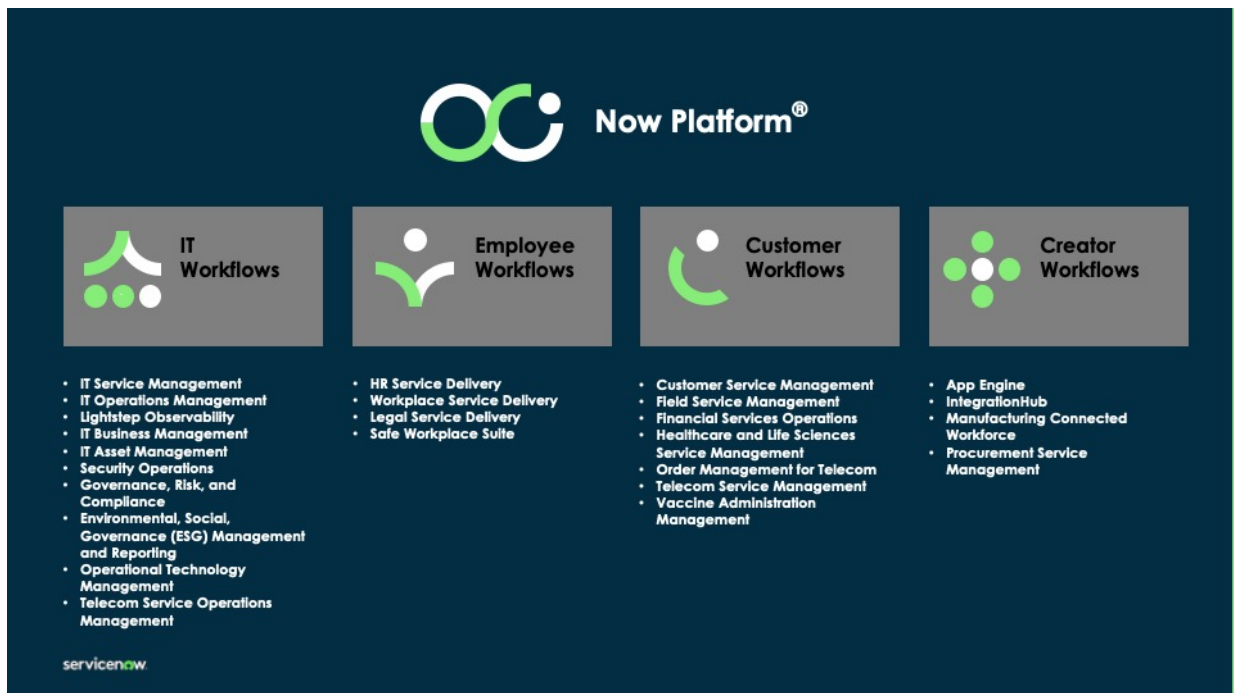 Now Platform®
IT
Workflows
Employee
Workflows
Customer
Workflows
Creator
Workflows
• IT Service Management
• IT Operations Management
• Lightstep Observability
• IT Business Management
• IT Asset Management
• Security Operations
• Governance, Risk, and
Compliance
• Environmental, Social,
Governance (ESG) Management
and Reporting
• Operational Technology
Management
• Telecom Service Operations
Management
• HR Service Delivery
• Workplace Service Delivery
• Legal Service Delivery
• Safe Workplace Suite
• Customer Service Management
• Field Service Management
• Financial Services Operations
• Healthcare and Life Sciences
Service Management
• Order Management for Telecom
• Telecom Service Management
• Vaccine Administration
Management
• App Engine
• IntegrationHub
• Manufacturing Connected
Workforce
• Procurement Service
Management
servicenow